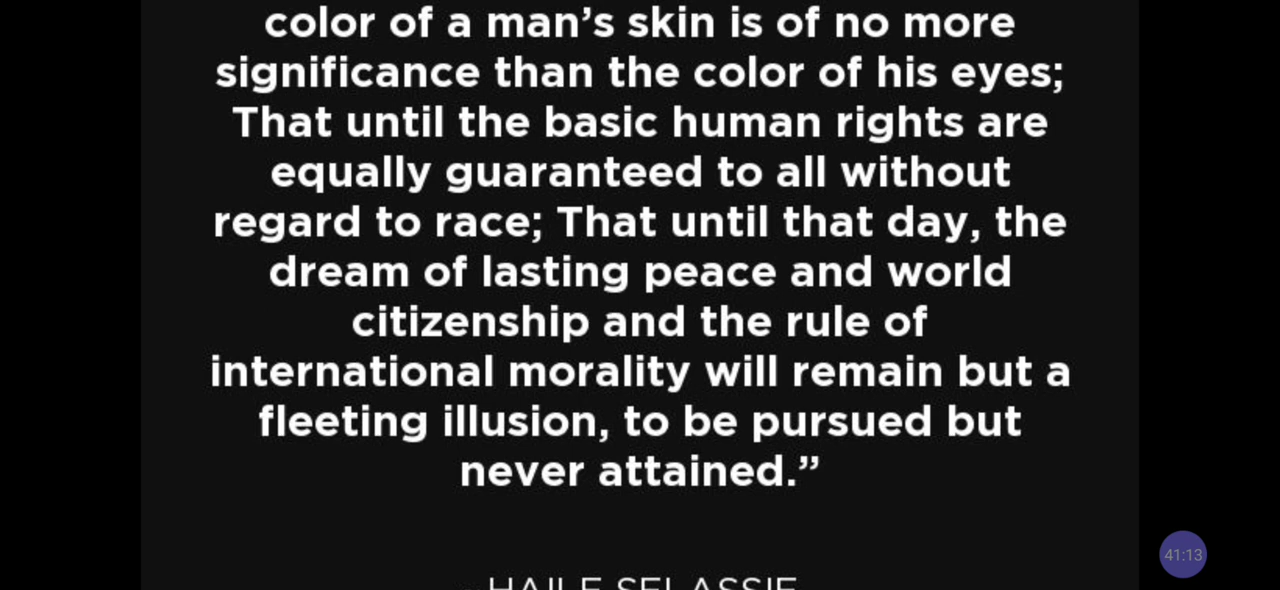 color of a man’s skin is of no more
significance than the color of his eyes;
That until the basic human rights are
equally guaranteed to all without
regard to race; That until that day, the
dream of lasting peace and world
citizenship and the rule of
international morality will remain but a
fleeting illusion, to be pursued but
never attained.”
- HAILE SELASSIE
41:13